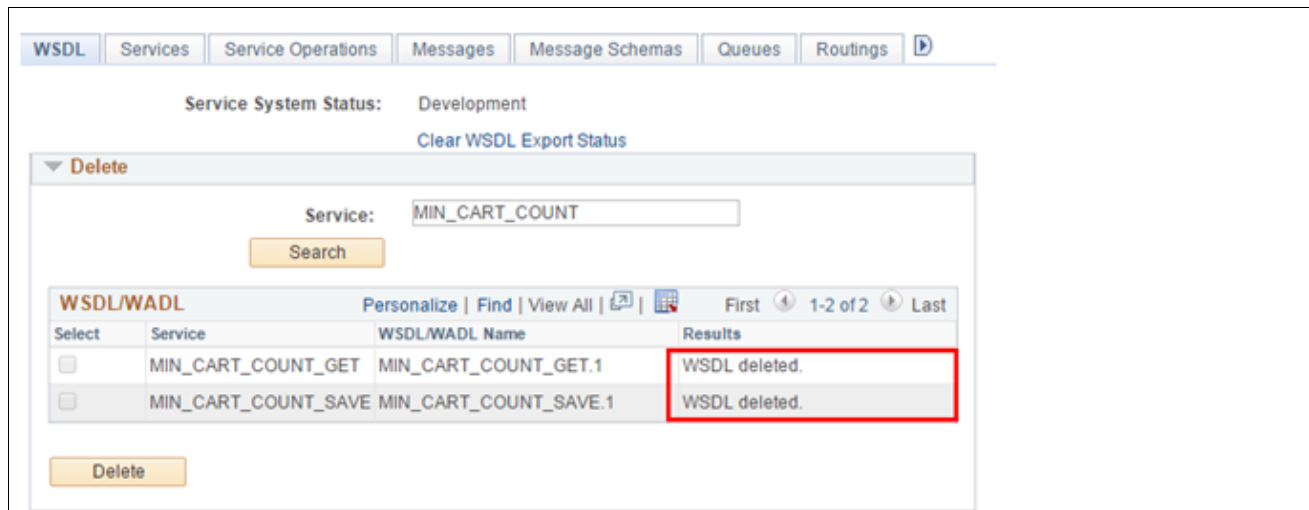 WSDL Services Service Operations Messages Message Schemas Queues Routings
Service System Status: Development
Clear WSDL Export Status
Delete
Service: MIN_CART_COUNT
Search
WSDL/WADL Personalize | Find | View All | | First 1-2 of 2 Last
Select Service WSDL/WADL Name Results
MIN_CART_COUNT_GET MIN_CART_COUNT_GET.1 WSDL deleted.
MIN_CART_COUNT_SAVE MIN_CART_COUNT_SAVE.1 WSDL deleted.
Delete